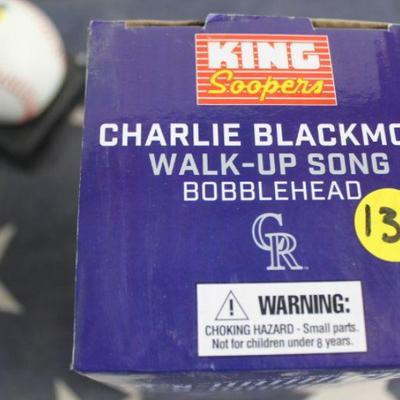 KING
Soopers
CHARLIE BLACKMO
WALK-UP SONG
BOBBLEHEAD
CR
13
WARNING:
CHOKING HAZARD - Small parts.
Not for children under 8 years.